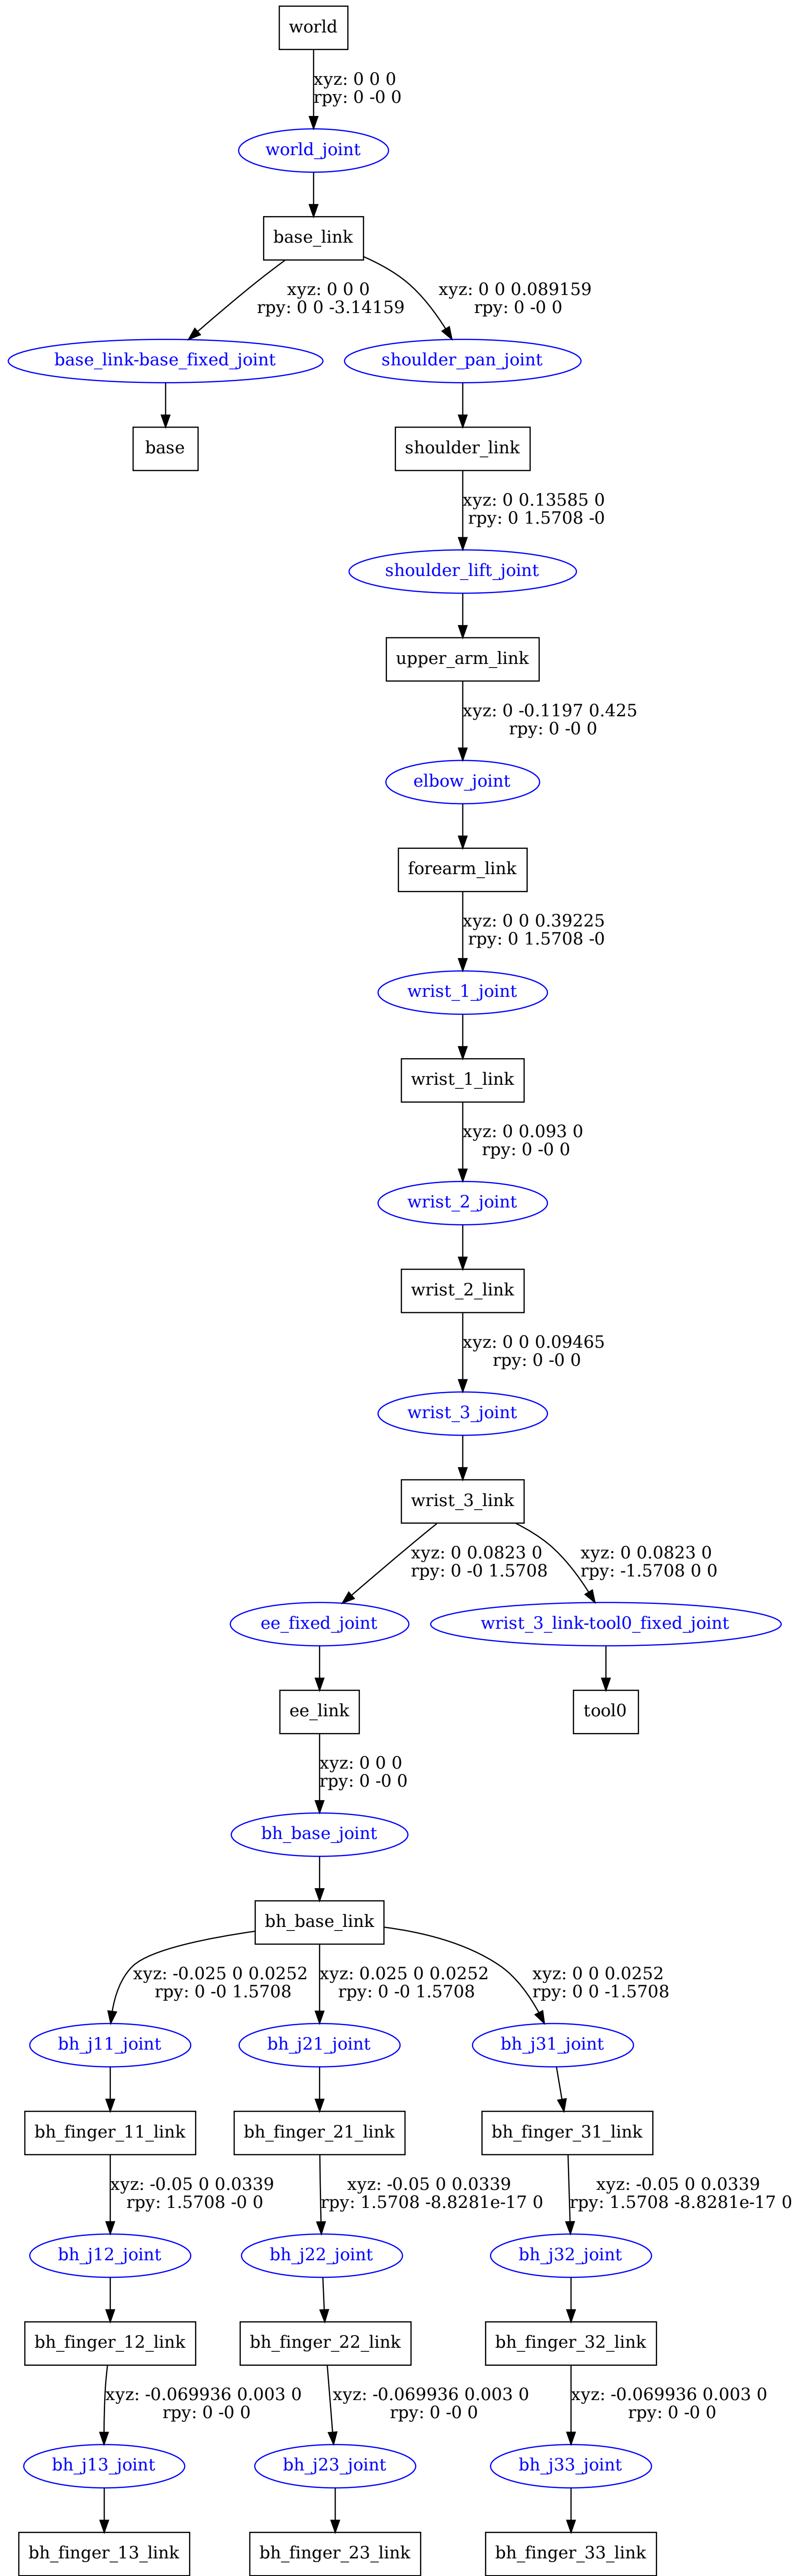 world
xyz: 0 0 0
rpy: 0 -0 0
world_joint
base_link
xyz: 0 0 0
rpy: 0 0 -3.14159
xyz: 0 0 0.089159
rpy: 0 -0 0
base_link-base_fixed_joint
shoulder_pan_joint
base
shoulder_link
xyz: 0 0.13585 0
rpy: 0 1.5708 -0
shoulder_lift_joint
upper_arm_link
xyz: 0 -0.1197 0.425
rpy: 0 -0 0
elbow_joint
forearm_link
xyz: 0 0 0.39225
rpy: 0 1.5708 -0
wrist_1_joint
wrist_1_link
xyz: 0 0.093 0
rpy: 0 -0 0
wrist_2_joint
wrist_2_link
xyz: 0 0 0.09465
rpy: 0 -0 0
wrist_3_joint
wrist_3_link
xyz: 0 0.0823 0
rpy: 0 -0 1.5708
xyz: 0 0.0823 0
rpy: -1.5708 0 0
ee_fixed_joint
wrist_3_link-tool0_fixed_joint
ee_link
tool0
xyz: 0 0 0
rpy: 0 -0 0
bh_base_joint
bh_base_link
xyz: -0.025 0 0.0252
rpy: 0 -0 1.5708
xyz: 0.025 0 0.0252
rpy: 0 -0 1.5708
xyz: 0 0 0.0252
rpy: 0 0 -1.5708
bh_j11_joint
bh_j21_joint
bh_j31_joint
bh_finger_11_link
bh_finger_21_link
bh_finger_31_link
xyz: -0.05 0 0.0339
rpy: 1.5708 -0 0
xyz: -0.05 0 0.0339
rpy: 1.5708 -8.8281e-17 0
xyz: -0.05 0 0.0339
rpy: 1.5708 -8.8281e-17 0
bh_j12_joint
bh_j22_joint
bh_j32_joint
bh_finger_12_link
bh_finger_22_link
bh_finger_32_link
xyz: -0.069936 0.003 0
rpy: 0 -0 0
xyz: -0.069936 0.003 0
rpy: 0 -0 0
xyz: -0.069936 0.003 0
rpy: 0 -0 0
bh_j13_joint
bh_j23_joint
bh_j33_joint
bh_finger_13_link
bh_finger_23_link
bh_finger_33_link